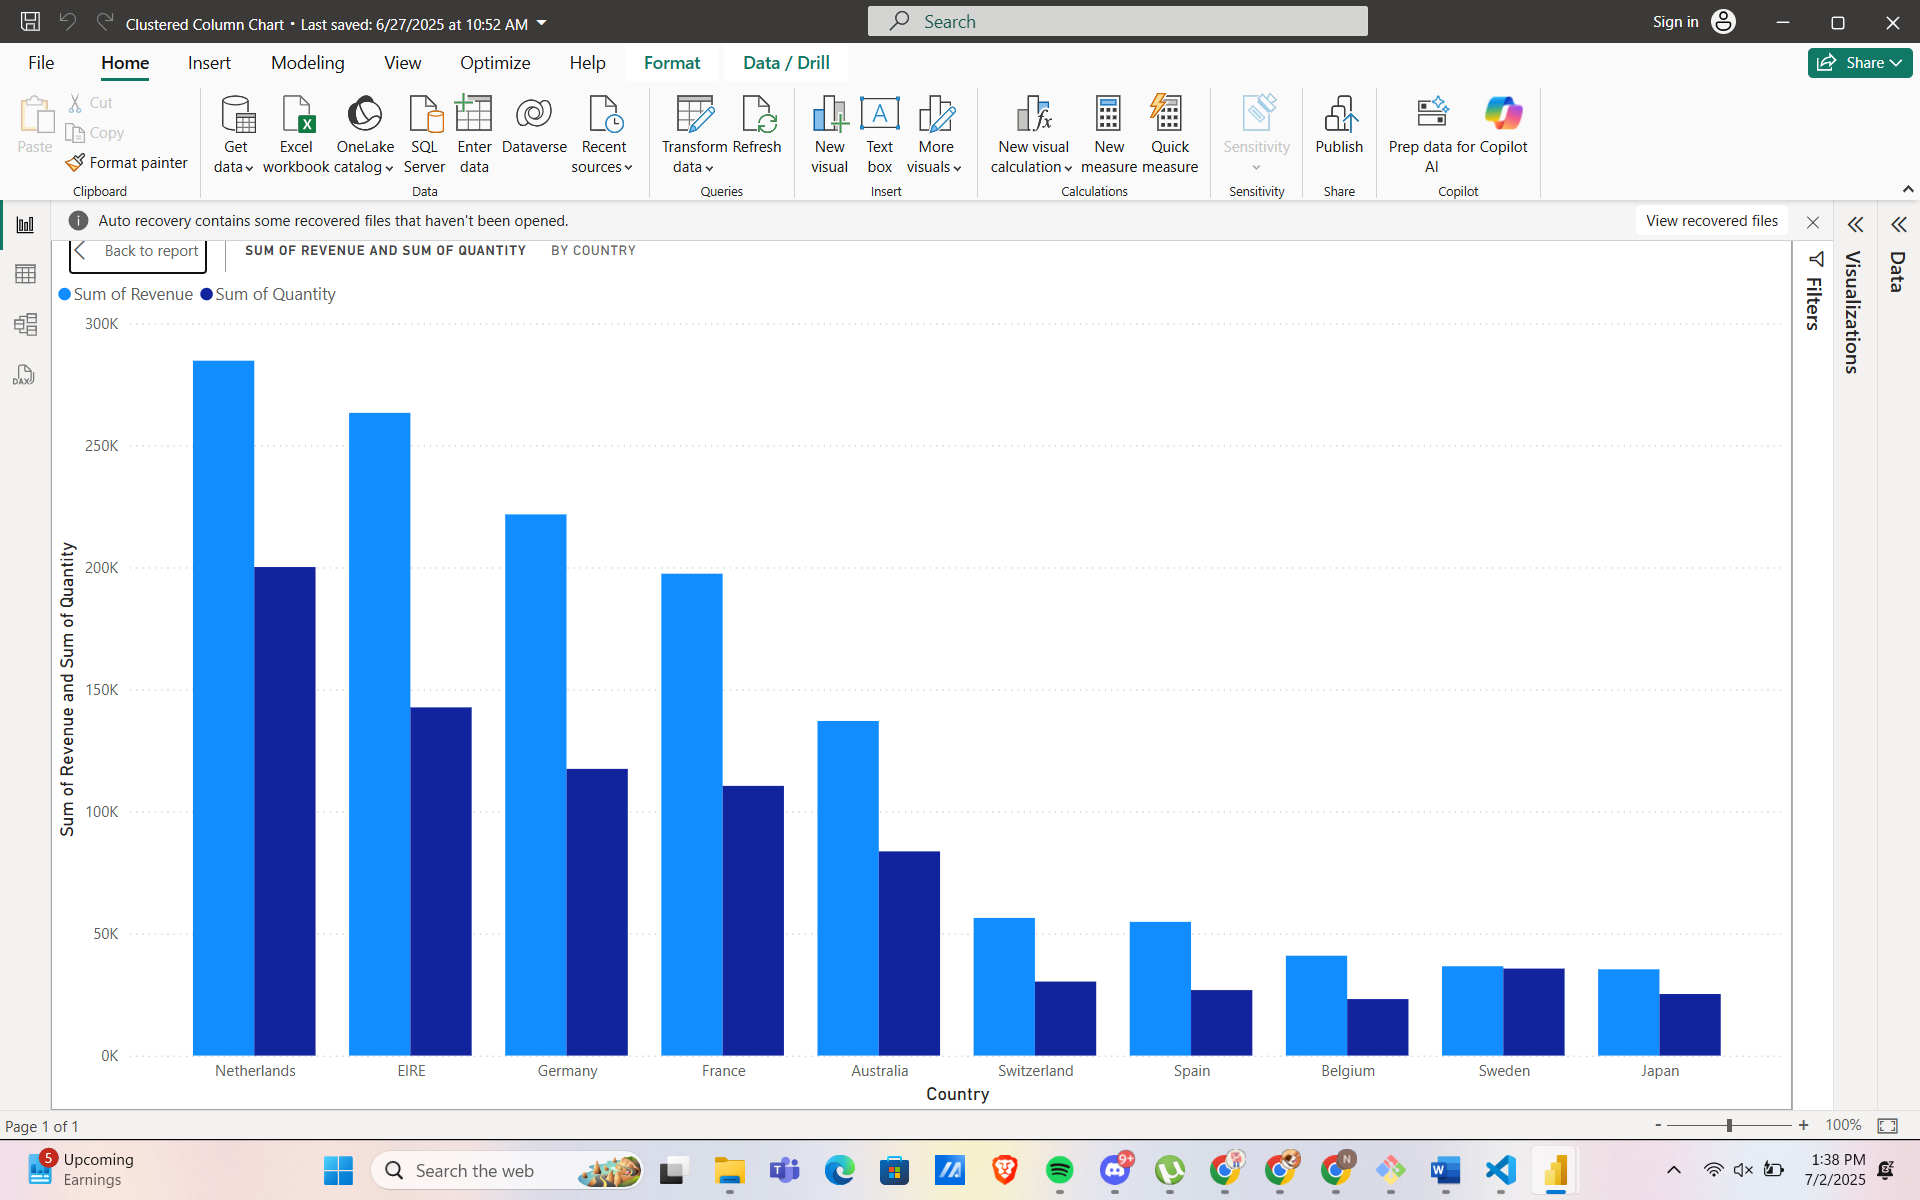 Clustered Column Chart • Last saved: 6/27/2025 at 10:52 AM
Search
Sign in
File Home Insert Modeling View Optimize Help Format Data / Drill
Share
Paste
Cut
Copy
Format painter
Clipboard
Get data
Excel workbook
OneLake catalog
SQL Server
Enter data
Dataverse
Recent sources
Data
Transform data
Refresh
Queries
New visual
Text box
More visuals
Insert
New visual calculation
New measure
Quick measure
Calculations
Sensitivity
Sensitivity
Publish
Share
Prep data for AI
Copilot
Copilot
Auto recovery contains some recovered files that haven't been opened.
View recovered files
Back to report
SUM OF REVENUE AND SUM OF QUANTITY BY COUNTRY
Sum of Revenue Sum of Quantity
300K
250K
200K
150K
100K
50K
0K
Sum of Revenue and Sum of Quantity
Netherlands EIRE Germany France Australia Switzerland Spain Belgium Sweden Japan
Country
Filters
Visualizations
Data
DAX
Page 1 of 1
- + 100%
5
Upcoming
Earnings
Search the web
9+
N
1:38 PM
7/2/2025